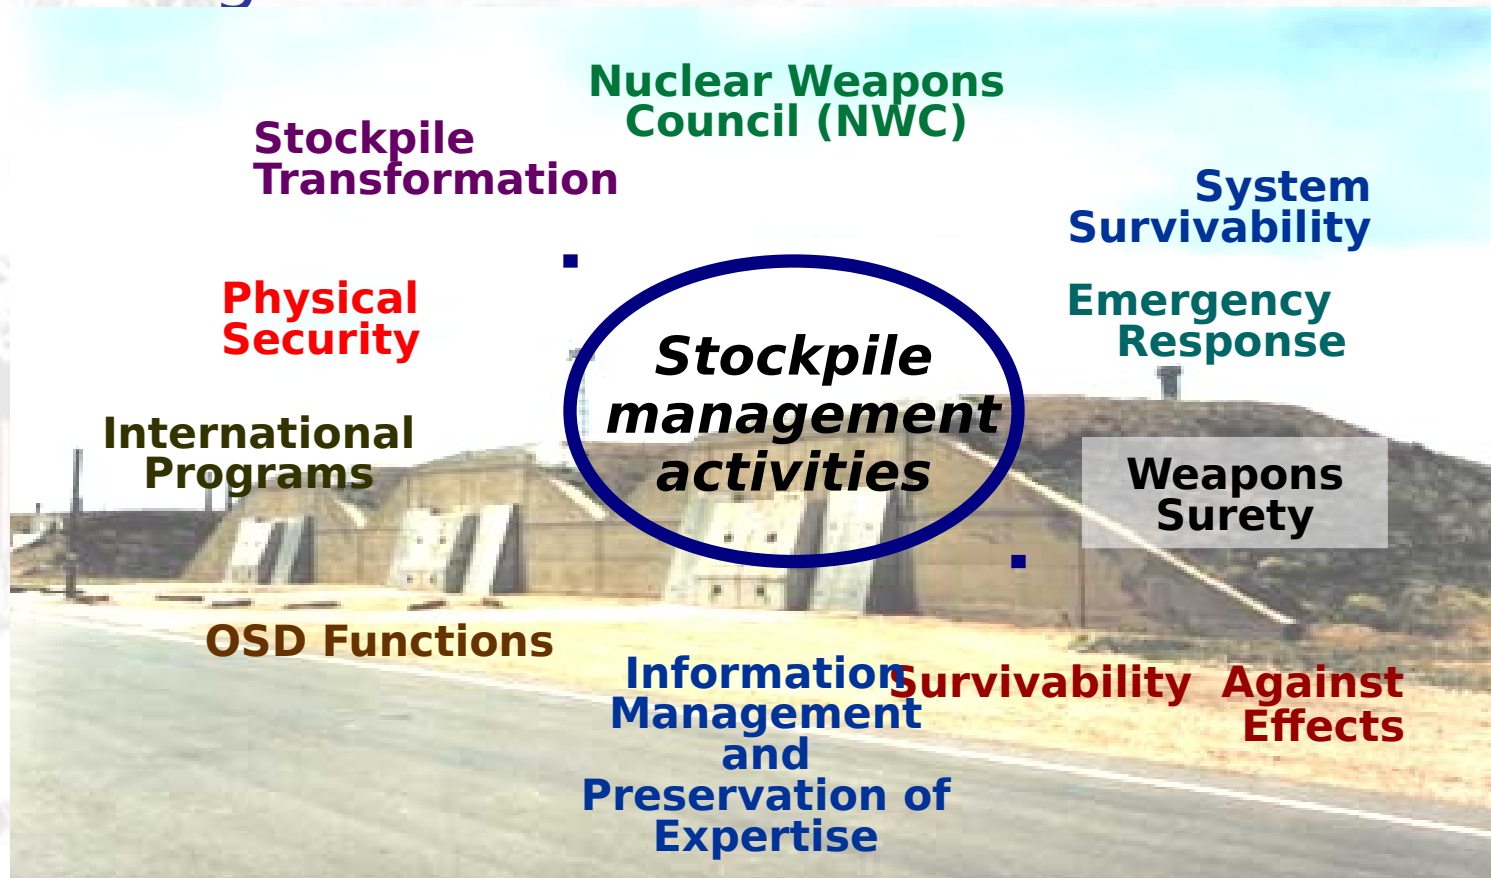 Nuclear Weapons
Council (NWC)
Stockpile
Transformation
System
Survivability
Physical
Security
Emergency
Response
Stockpile
management
activities
International
Programs
Weapons
Surety
OSD Functions
Information
Management
and
Preservation of
Expertise
Survivability Against
Effects